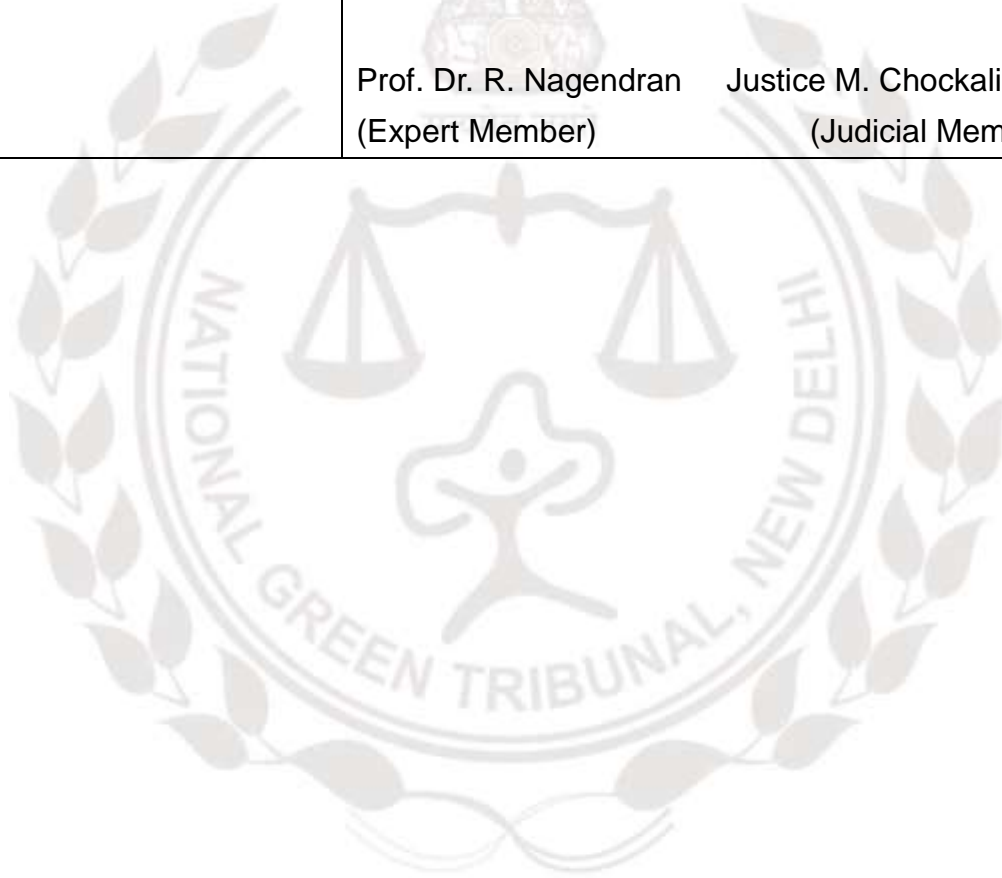 Prof. Dr. R. Nagendran Justice M. Chockali
(Expert Member) (Judicial Mem
NATIONAL GREEN TRIBUNAL, NEW DELHI